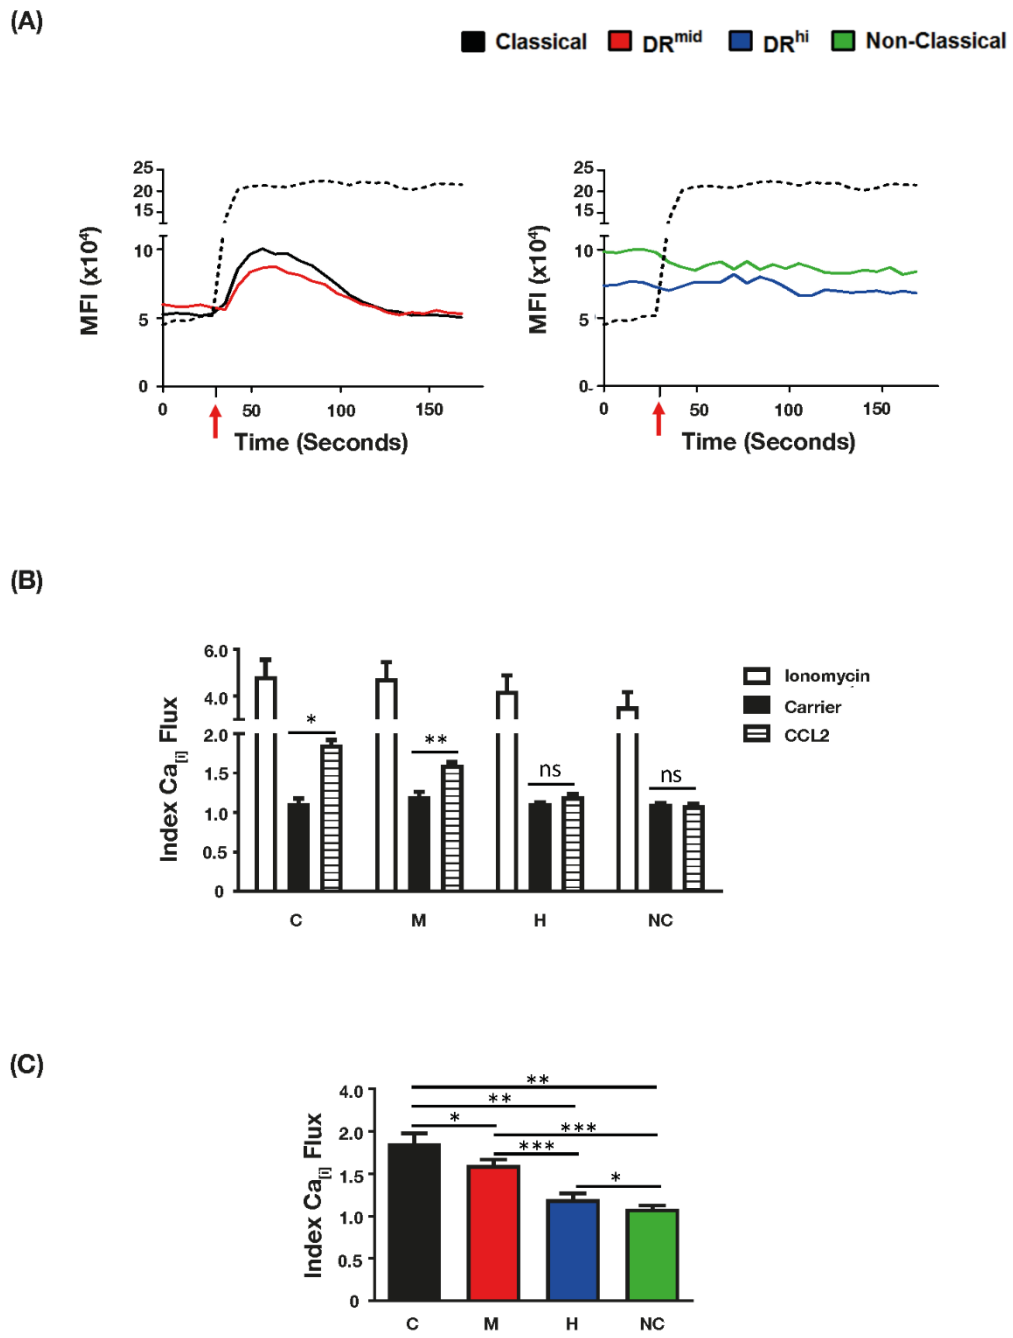 (A)
Classical DRmid DRhi Non-Classical
25
20
15
10
5
0
MFI (x10⁴)
0 50 100 150
Time (Seconds)
25
20
15
10
5
0
MFI (x10⁴)
0 50 100 150
Time (Seconds)
(B)
6.0
4.0
2.0
1.5
1.0
0.5
0
Index Ca[i] Flux
* ** ns ns
C M H NC
Ionomycin
Carrier
CCL2
(C)
4.0
2.0
1.5
1.0
0.5
0
Index Ca[i] Flux
**
**
*
***
***
*
C M H NC